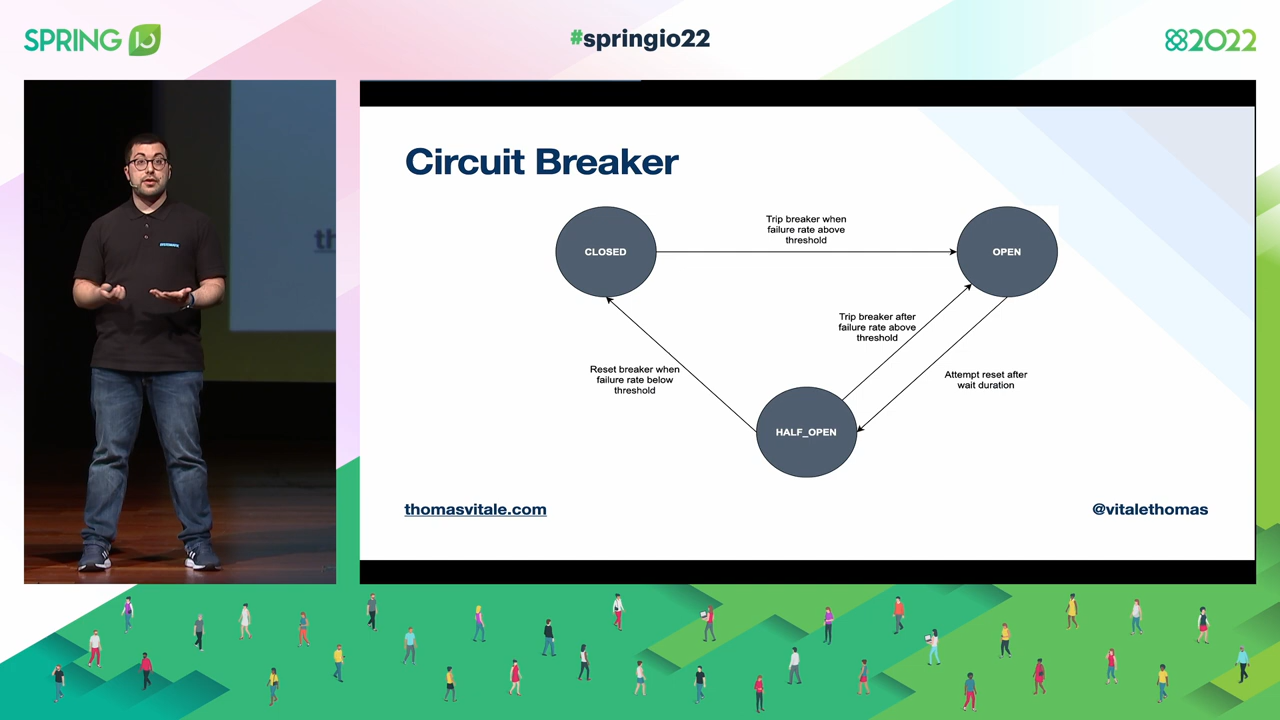 SPRING IO
#springio22
2022
Circuit Breaker
CLOSED
Trip breaker when
failure rate above
threshold
OPEN
Trip breaker after
failure rate above
threshold
Reset breaker when
failure rate below
threshold
Attempt reset after
wait duration
HALF_OPEN
thomasvitale.com
@vitalethomas